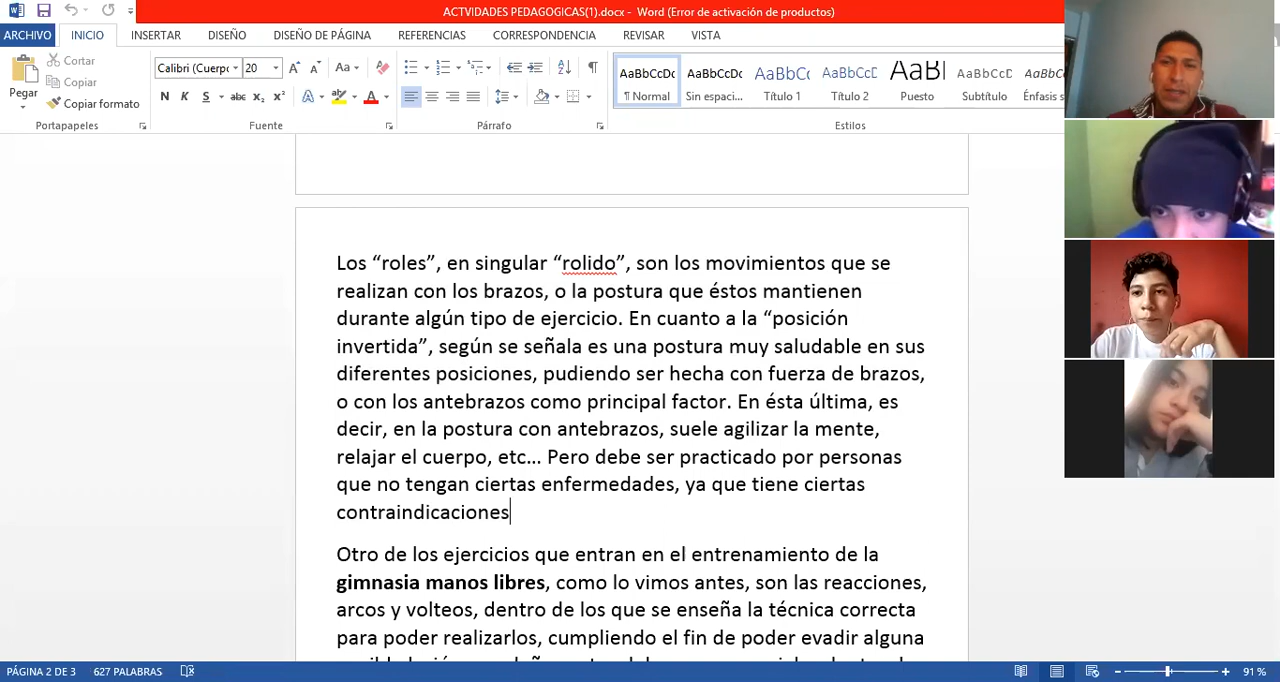 ACTVIDADES PEDAGOGICAS(1).docx - Word (Error de activación de productos)
ARCHIVO INICIO INSERTAR DISEÑO DISEÑO DE PÁGINA REFERENCIAS CORRESPONDENCIA REVISAR VISTA
Pegar
Cortar
Copiar
Copiar formato
Portapapeles
Calibri (Cuerpo 20
Aa
N K S abc x₂ x²
Fuente
Párrafo
AaBbCcDc AaBbCcDc AaBbCc AaBbCcD AaBb AaBbCcD AaBbCcD
¶ Normal Sin espaci... Título 1 Título 2 Puesto Subtítulo Énfasis s
Estilos
Los “roles”, en singular “rolido”, son los movimientos que se
realizan con los brazos, o la postura que éstos mantienen
durante algún tipo de ejercicio. En cuanto a la “posición
invertida”, según se señala es una postura muy saludable en sus
diferentes posiciones, pudiendo ser hecha con fuerza de brazos,
o con los antebrazos como principal factor. En ésta última, es
decir, en la postura con antebrazos, suele agilizar la mente,
relajar el cuerpo, etc… Pero debe ser practicado por personas
que no tengan ciertas enfermedades, ya que tiene ciertas
contraindicaciones
Otro de los ejercicios que entran en el entrenamiento de la
gimnasia manos libres, como lo vimos antes, son las reacciones,
arcos y volteos, dentro de los que se enseña la técnica correcta
para poder realizarlos, cumpliendo el fin de poder evadir alguna
PÁGINA 2 DE 3 627 PALABRAS 91 %